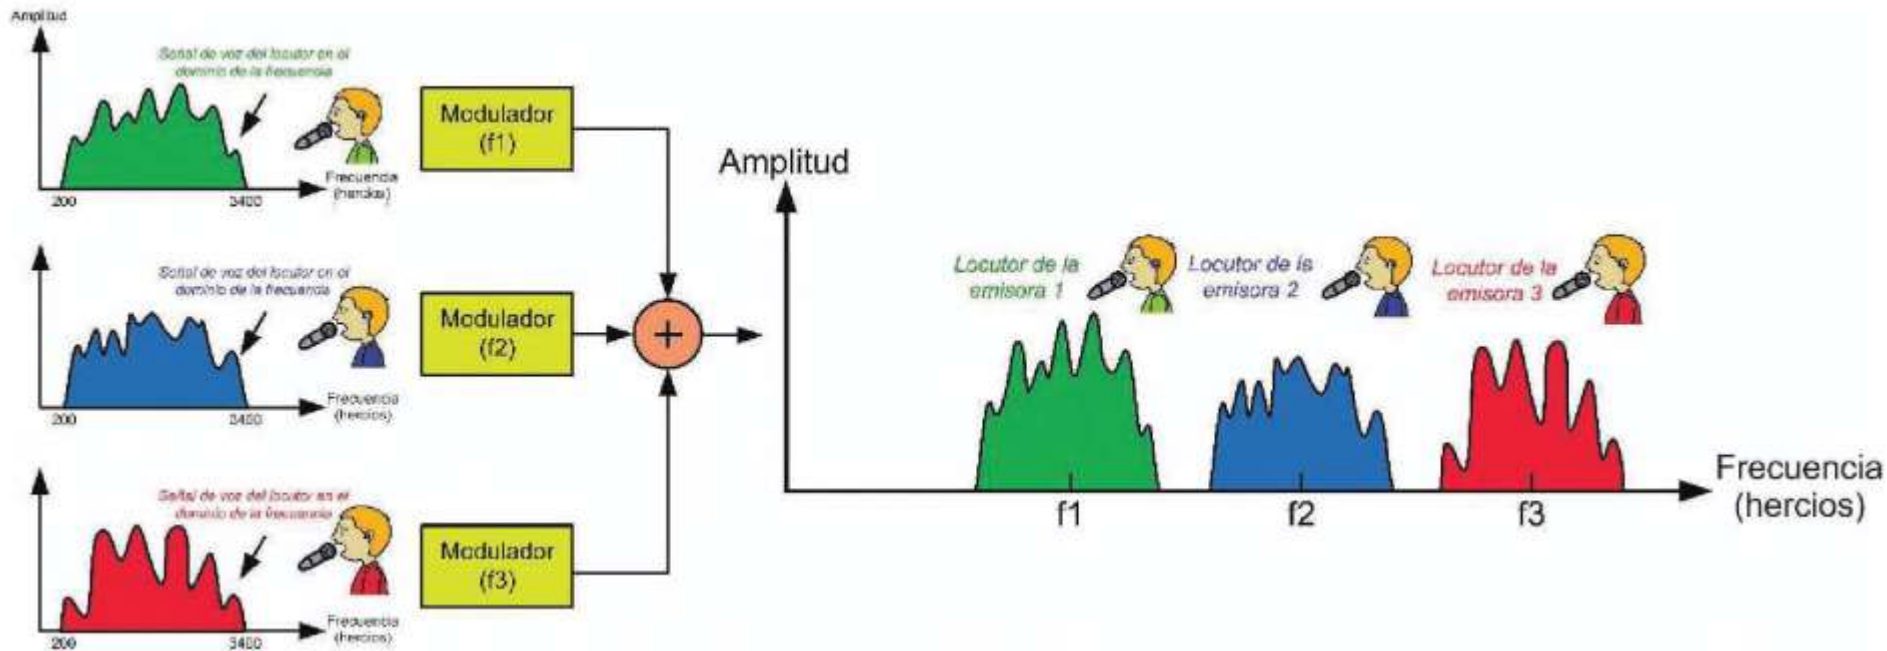 Amplitud
Señal de voz del locutor en el
dominio de la frecuencia
Frecuencia
(hercios)
200
3400
Modulador
(f1)
Señal de voz del locutor en el
dominio de la frecuencia
Frecuencia
(hercios)
200
3400
Modulador
(f2)
+
Señal de voz del locutor en el
dominio de la frecuencia
Frecuencia
(hercios)
200
3400
Modulador
(f3)
Amplitud
Locutor de la
emisora 1
Locutor de la
emisora 2
Locutor de la
emisora 3
f1
f2
f3
Frecuencia
(hercios)